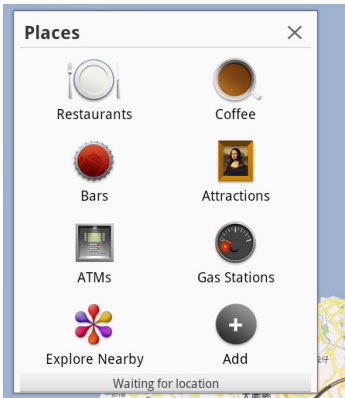 Places
Restaurants
Coffee
Bars
Attractions
ATMs
Gas Stations
Explore Nearby
Add
Waiting for location